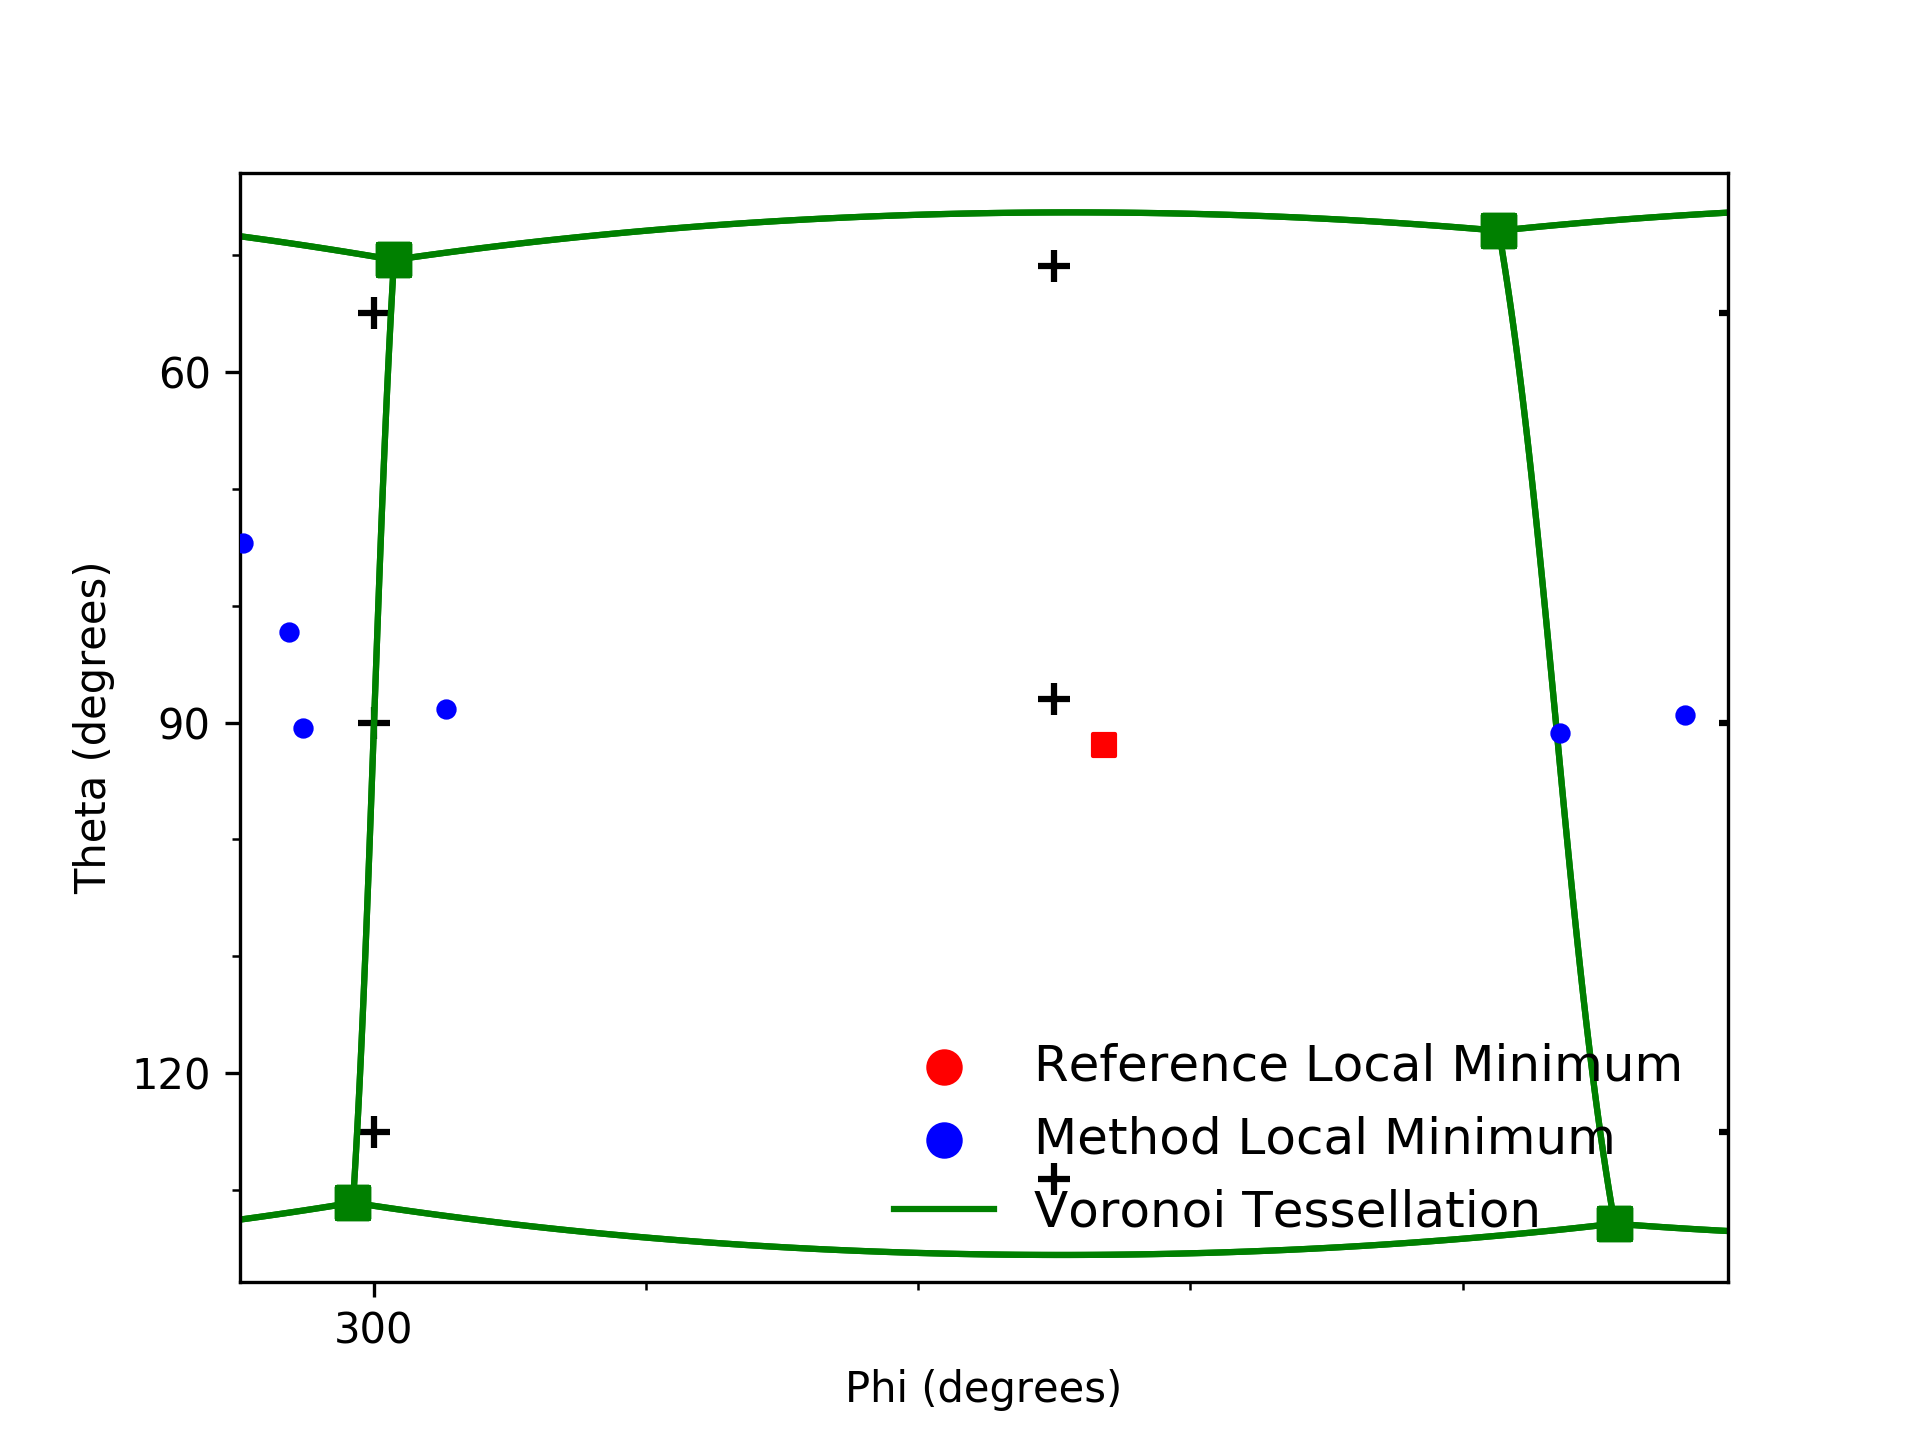 60
90
120
Theta (degrees)
Reference Local Minimum
Method Local Minimum
Voronoi Tessellation
300
Phi (degrees)